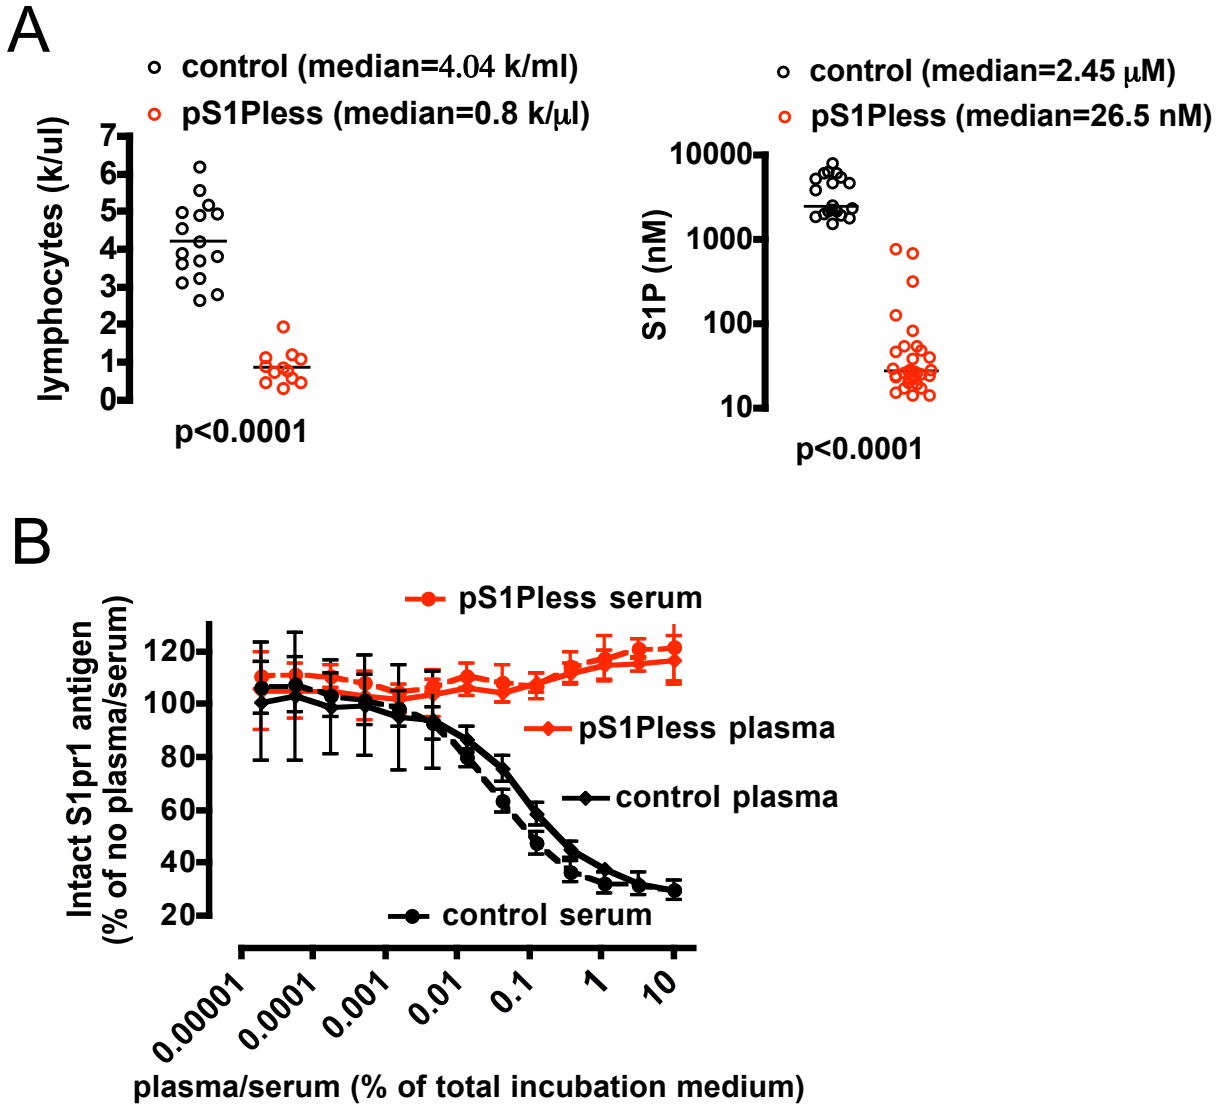 A
control (median=4.04 k/ml)
pS1Pless (median=0.8 k/μl)
lymphocytes (k/ul)
7
6
5
4
3
2
1
0
p<0.0001
control (median=2.45 μM)
pS1Pless (median=26.5 nM)
S1P (nM)
10000
1000
100
10
p<0.0001
B
pS1Pless serum
pS1Pless plasma
control plasma
control serum
Intact S1pr1 antigen
(% of no plasma/serum)
120
100
80
60
40
20
0.00001
0.0001
0.001
0.01
0.1
1
10
plasma/serum (% of total incubation medium)